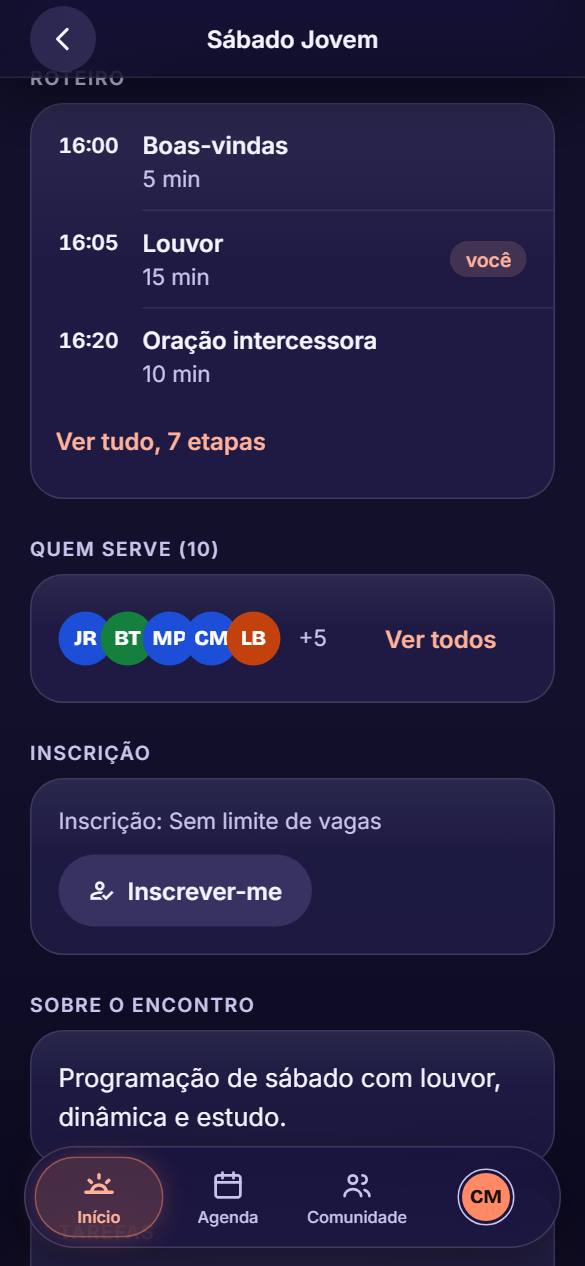 Sábado Jovem
ROTEIRO
16:00 Boas-vindas
5 min
16:05 Louvor
15 min
você
16:20 Oração intercessora
10 min
Ver tudo, 7 etapas
QUEM SERVE (10)
JR BT MP CM LB +5 Ver todos
INSCRIÇÃO
Inscrição: Sem limite de vagas
Inscrever-me
SOBRE O ENCONTRO
Programação de sábado com louvor,
dinâmica e estudo.
Início Agenda Comunidade CM
TAREFAS